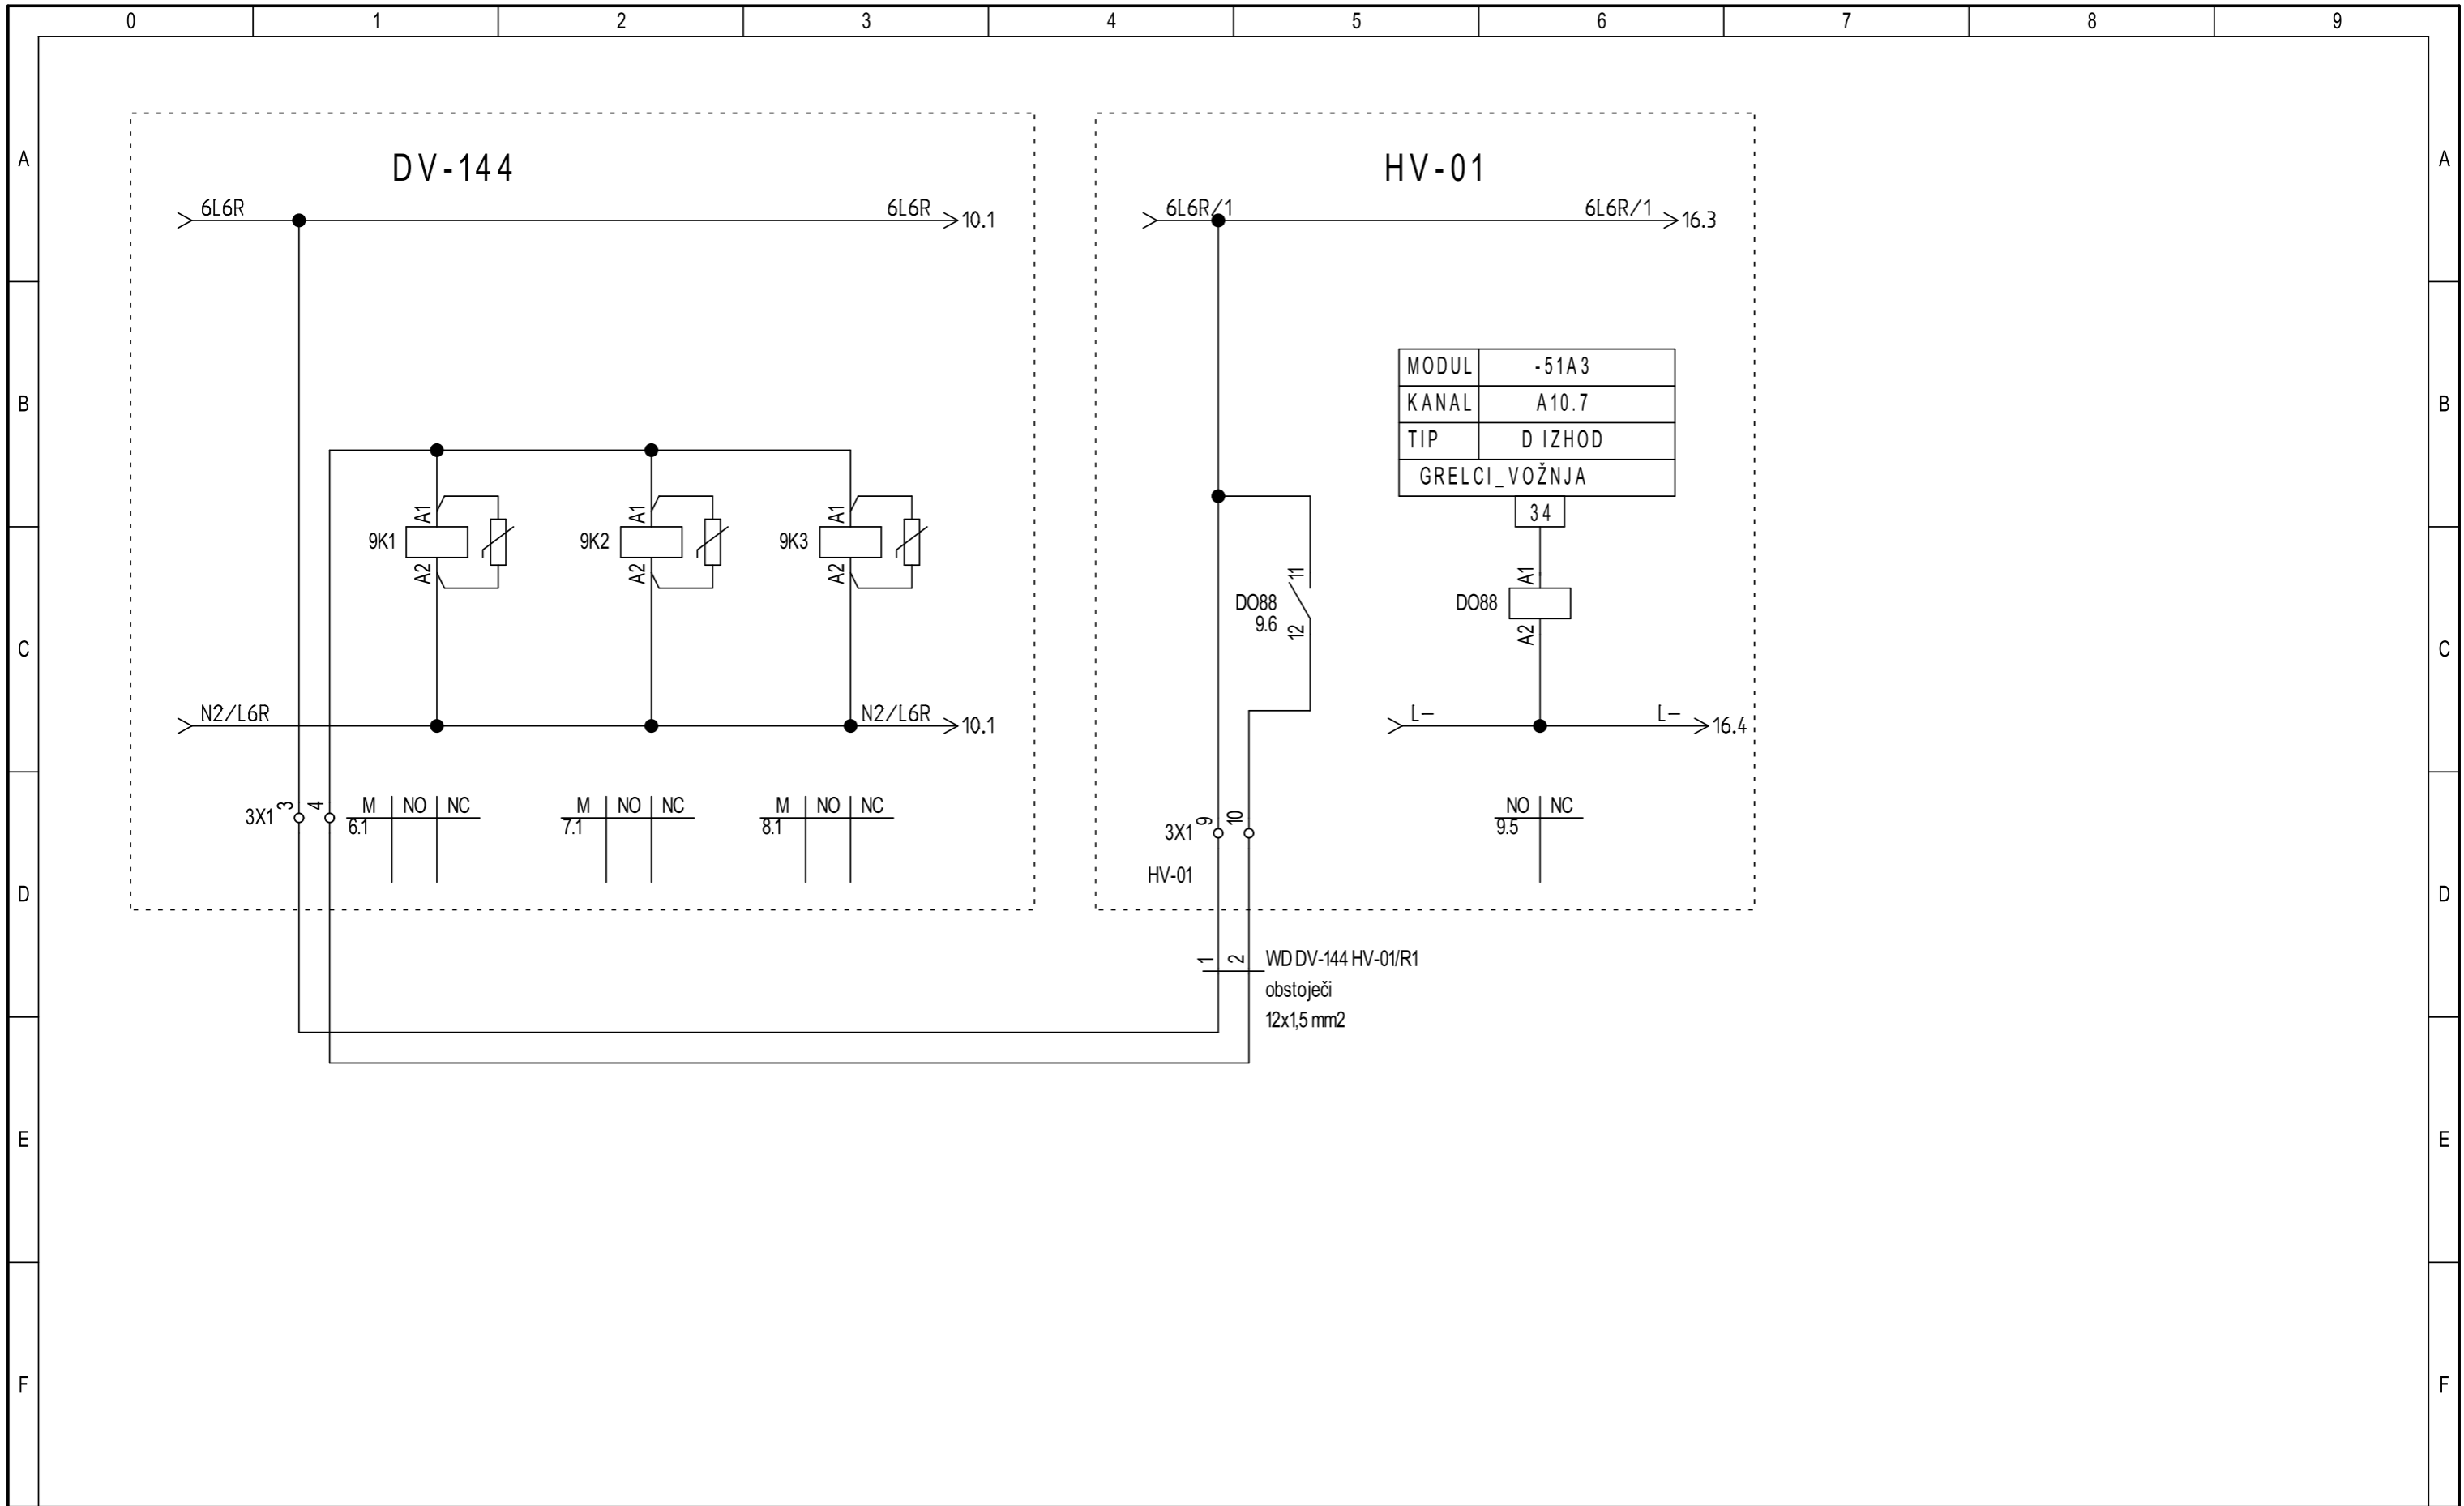 0 1 2 3 4 5 6 7 8 9
A A
DV-144 HV-01
6L6R 6L6R 10.1 6L6R/1 6L6R/1 16.3
MODUL -51A3
B KANAL A10.7 B
TIP D IZHOD
GRELCI_VOŽNJA
A1 A1 A1 34
9K1 9K2 9K3
A2 A2 A2 11 A1
DO88 DO88
9.6 12 A2
C C
N2/L6R N2/L6R 10.1 L- L- 16.4
3X1 3 4 M NO NC M NO NC M NO NC NO NC
6.1 7.1 8.1 9.5
3X1 9 10
HV-01
D D
1 2 WD DV-144 HV-01/R1
obstoječi
12x1,5 mm2
E E
F F